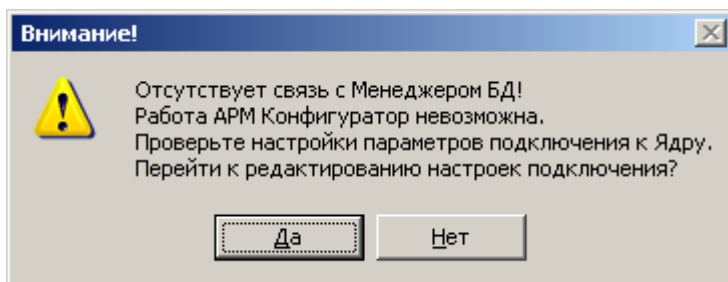 Внимание!
Отсутствует связь с Менеджером БД!
Работа АРМ Конфигуратор невозможна.
Проверьте настройки параметров подключения к Ядру.
Перейти к редактированию настроек подключения?
Да
Нет